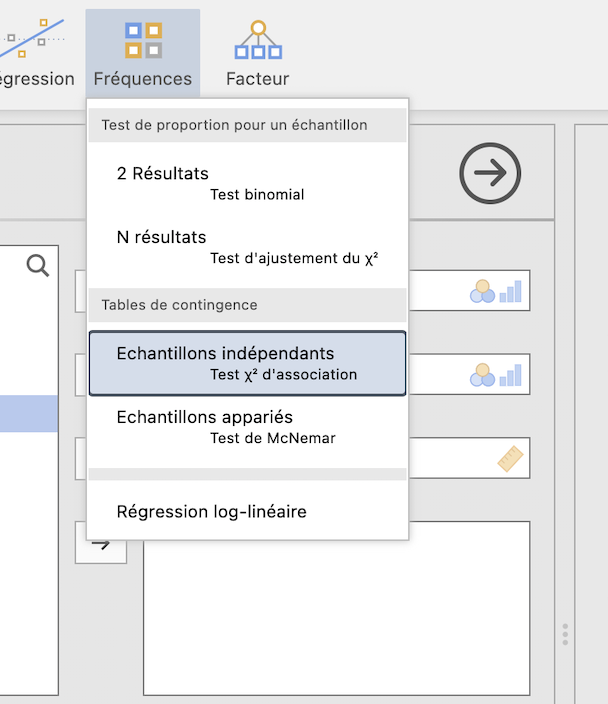 égression
Fréquences
Facteur
Test de proportion pour un échantillon
2 Résultats
Test binomial
N résultats
Test d'ajustement du χ²
Tables de contingence
Echantillons indépendants
Test χ² d'association
Echantillons appariés
Test de McNemar
Régression log-linéaire